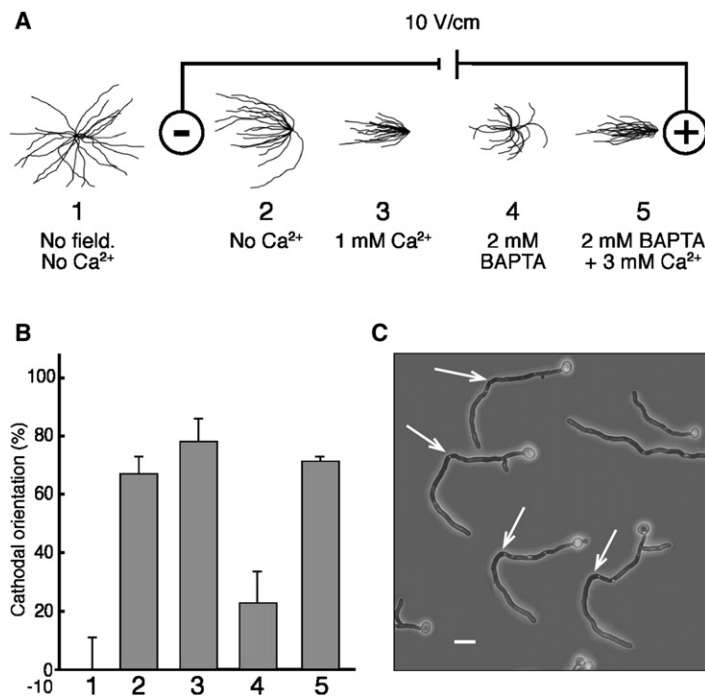 A
10 V/cm
-
+
1
2
3
4
5
No field.
No Ca²⁺
No Ca²⁺
1 mM Ca²⁺
2 mM
BAPTA
2 mM BAPTA
+ 3 mM Ca²⁺
B
Cathodal orientation (%)
100
80
60
40
20
0
-10
1
2
3
4
5
C